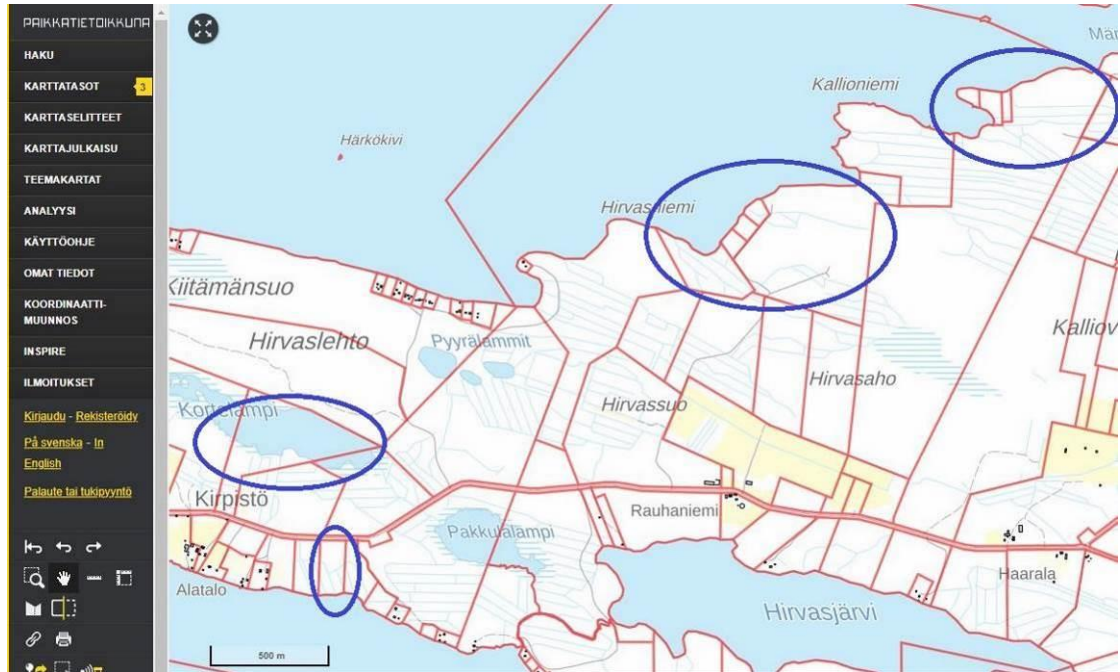 PAIKKATIETOIKKUNA
HAKU
KARTTATASOT 3
KARTTASELITTEET
KARTTAJULKAISU
TEEMAKARTAT
ANALYYSI
KÄYTTÖOHJE
OMAT TIEDOT
KOORDINAATTI-
MUUNNOS
INSPIRE
ILMOITUKSET
Kirjaudu - Rekisteröidy
På svenska - In
English
Palaute tai tukipyyntö
Kallioniemi
Härkökivi
Hirvasniemi
Kiitämänsuo
Hirvaslehto
Pyyrälammit
Hirvasaho
Kortelampi
Hirvassuo
Kirpistö
Rauhaniemi
Pakkulalampi
Alatalo
Haarala
Hirvasjärvi
500 m